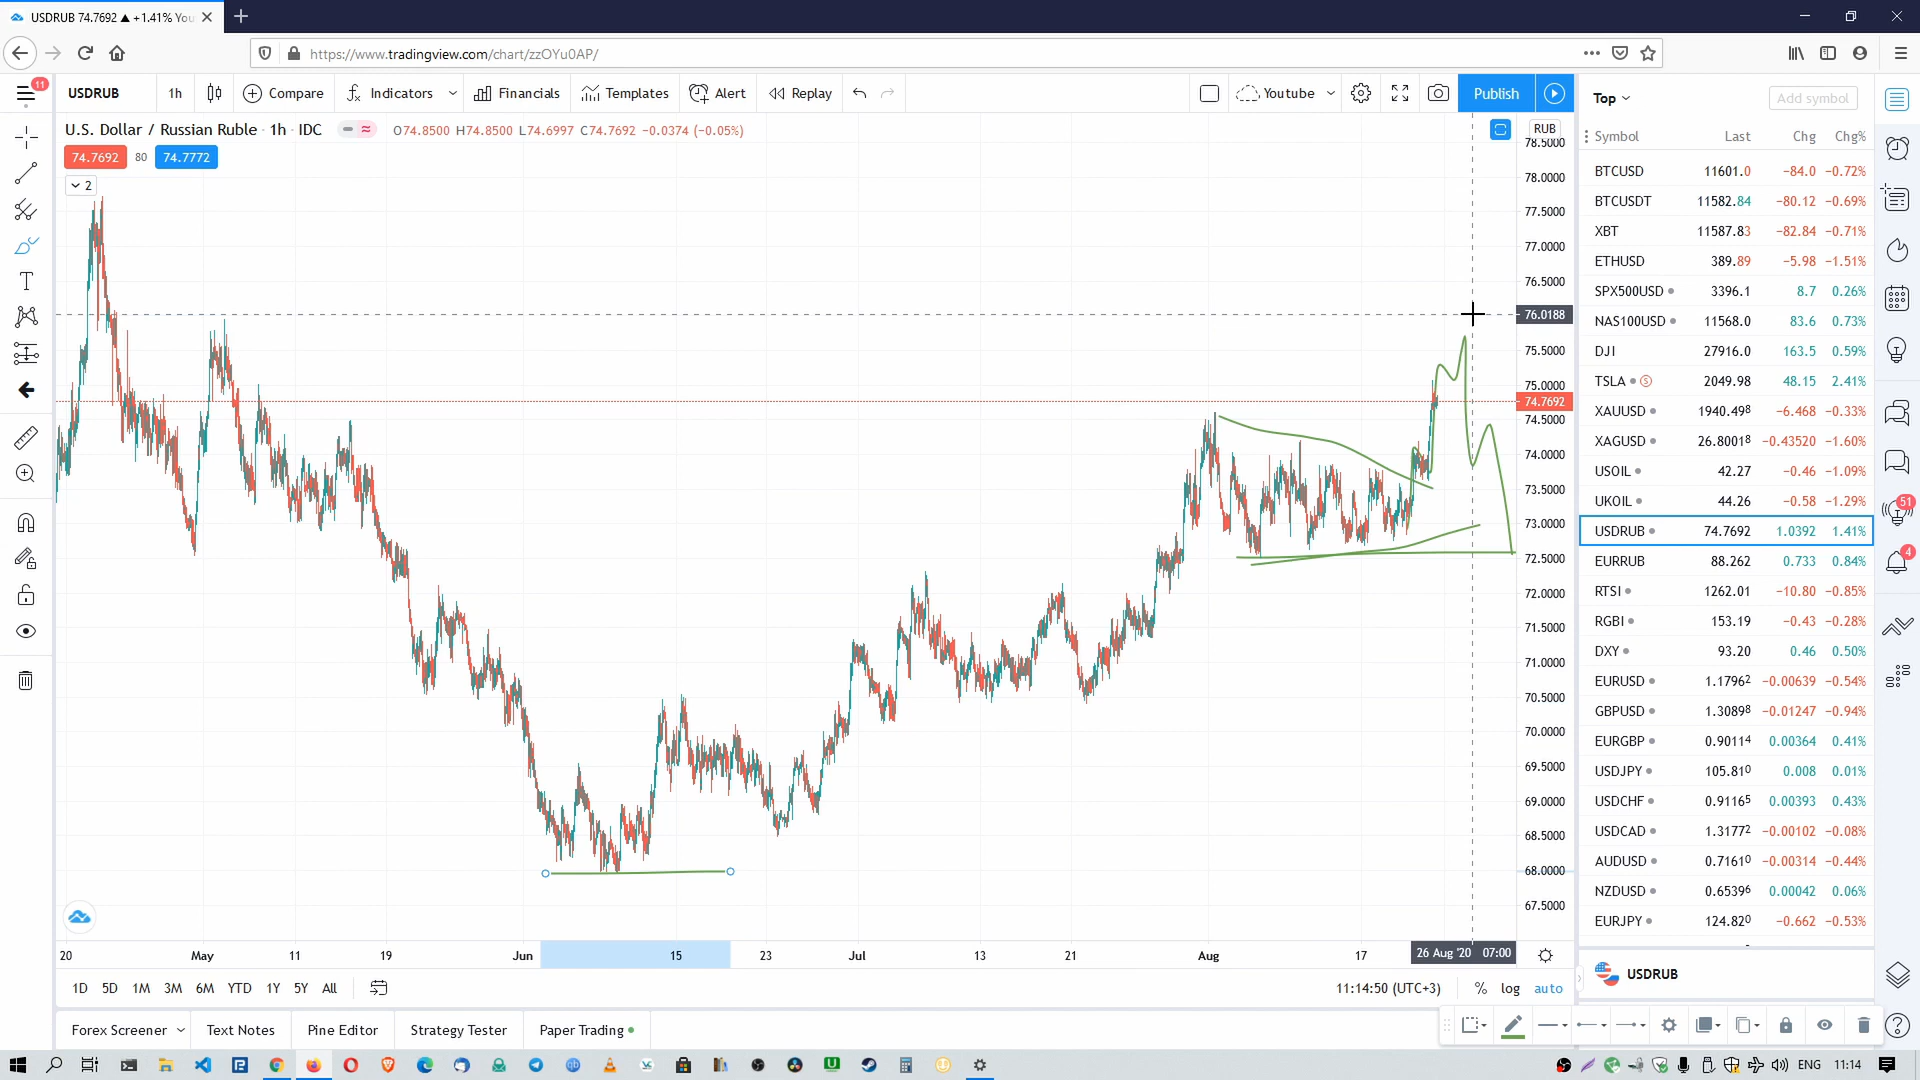 USDRUB 74.7692 ▲ +1.41% You
https://www.tradingview.com/chart/zzOYu0AP/
11
USDRUB 1h Compare Indicators Financials Templates Alert Replay Youtube Publish
U.S. Dollar / Russian Ruble · 1h · IDC O74.8500 H74.8500 L74.6997 C74.7692 −0.0374 (−0.05%)
74.7692 80 74.7772
2
RUB
78.5000
78.0000
77.5000
77.0000
76.5000
76.0188
75.5000
75.0000
74.7692
74.5000
74.0000
73.5000
73.0000
72.5000
72.0000
71.5000
71.0000
70.5000
70.0000
69.5000
69.0000
68.5000
68.0000
67.5000
20 May 11 19 Jun 15 23 Jul 13 21 Aug 17 26 Aug '20 07:00
1D 5D 1M 3M 6M YTD 1Y 5Y All 11:14:50 (UTC+3) % log auto
Forex Screener Text Notes Pine Editor Strategy Tester Paper Trading
Top Add symbol
Symbol Last Chg Chg%
BTCUSD 11601.0 −84.0 −0.72%
BTCUSDT 11582.84 −80.12 −0.69%
XBT 11587.83 −82.84 −0.71%
ETHUSD 389.89 −5.98 −1.51%
SPX500USD 3396.1 8.7 0.26%
NAS100USD 11568.0 83.6 0.73%
DJI 27916.0 163.5 0.59%
TSLA S 2049.98 48.15 2.41%
XAUUSD 1940.498 −6.468 −0.33%
XAGUSD 26.80018 −0.43520 −1.60%
USOIL 42.27 −0.46 −1.09%
UKOIL 44.26 −0.58 −1.29%
USDRUB 74.7692 1.0392 1.41%
EURRUB 88.262 0.733 0.84%
RTSI 1262.01 −10.80 −0.85%
RGBI 153.19 −0.43 −0.28%
DXY 93.20 0.46 0.50%
EURUSD 1.17962 −0.00639 −0.54%
GBPUSD 1.30898 −0.01247 −0.94%
EURGBP 0.90114 0.00364 0.41%
USDJPY 105.810 0.008 0.01%
USDCHF 0.91165 0.00393 0.43%
USDCAD 1.31772 −0.00102 −0.08%
AUDUSD 0.71610 −0.00314 −0.44%
NZDUSD 0.65396 0.00042 0.06%
EURJPY 124.820 −0.662 −0.53%
USDRUB
51
4
ENG 11:14